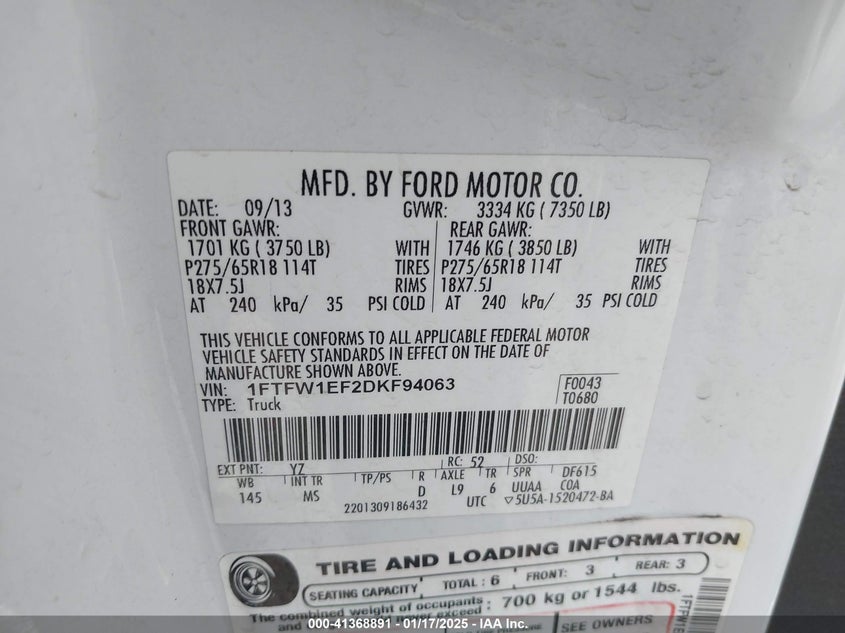 MFD. BY FORD MOTOR CO.
DATE: 09/13 GVWR: 3334 KG ( 7350 LB)
FRONT GAWR: REAR GAWR:
1701 KG ( 3750 LB) WITH 1746 KG ( 3850 LB) WITH
P275/65R18 114T TIRES P275/65R18 114T TIRES
18X7.5J RIMS 18X7.5J RIMS
AT 240 kPa/ 35 PSI COLD AT 240 kPa/ 35 PSI COLD
THIS VEHICLE CONFORMS TO ALL APPLICABLE FEDERAL MOTOR
VEHICLE SAFETY STANDARDS IN EFFECT ON THE DATE OF
MANUFACTURE SHOWN ABOVE.
VIN: 1FTFW1EF2DKF94063 F0043
TYPE: Truck T0680
EXT PNT: YZ RC: 52 DSO:
WB INT TR TP/PS R AXLE TR SPR DF615
145 MS D L9 6 UUAA COA
2201309186432 UTC ▽5U5A-1520472-BA
TIRE AND LOADING INFORMATION
SEATING CAPACITY TOTAL : 6 FRONT: 3 REAR: 3
The combined weight of occupants : 700 kg or 1544 lbs.
and never exceed :
SEE OWNERS
1FTFW1E
000-41368891 - 01/17/2025 - IAA Inc.